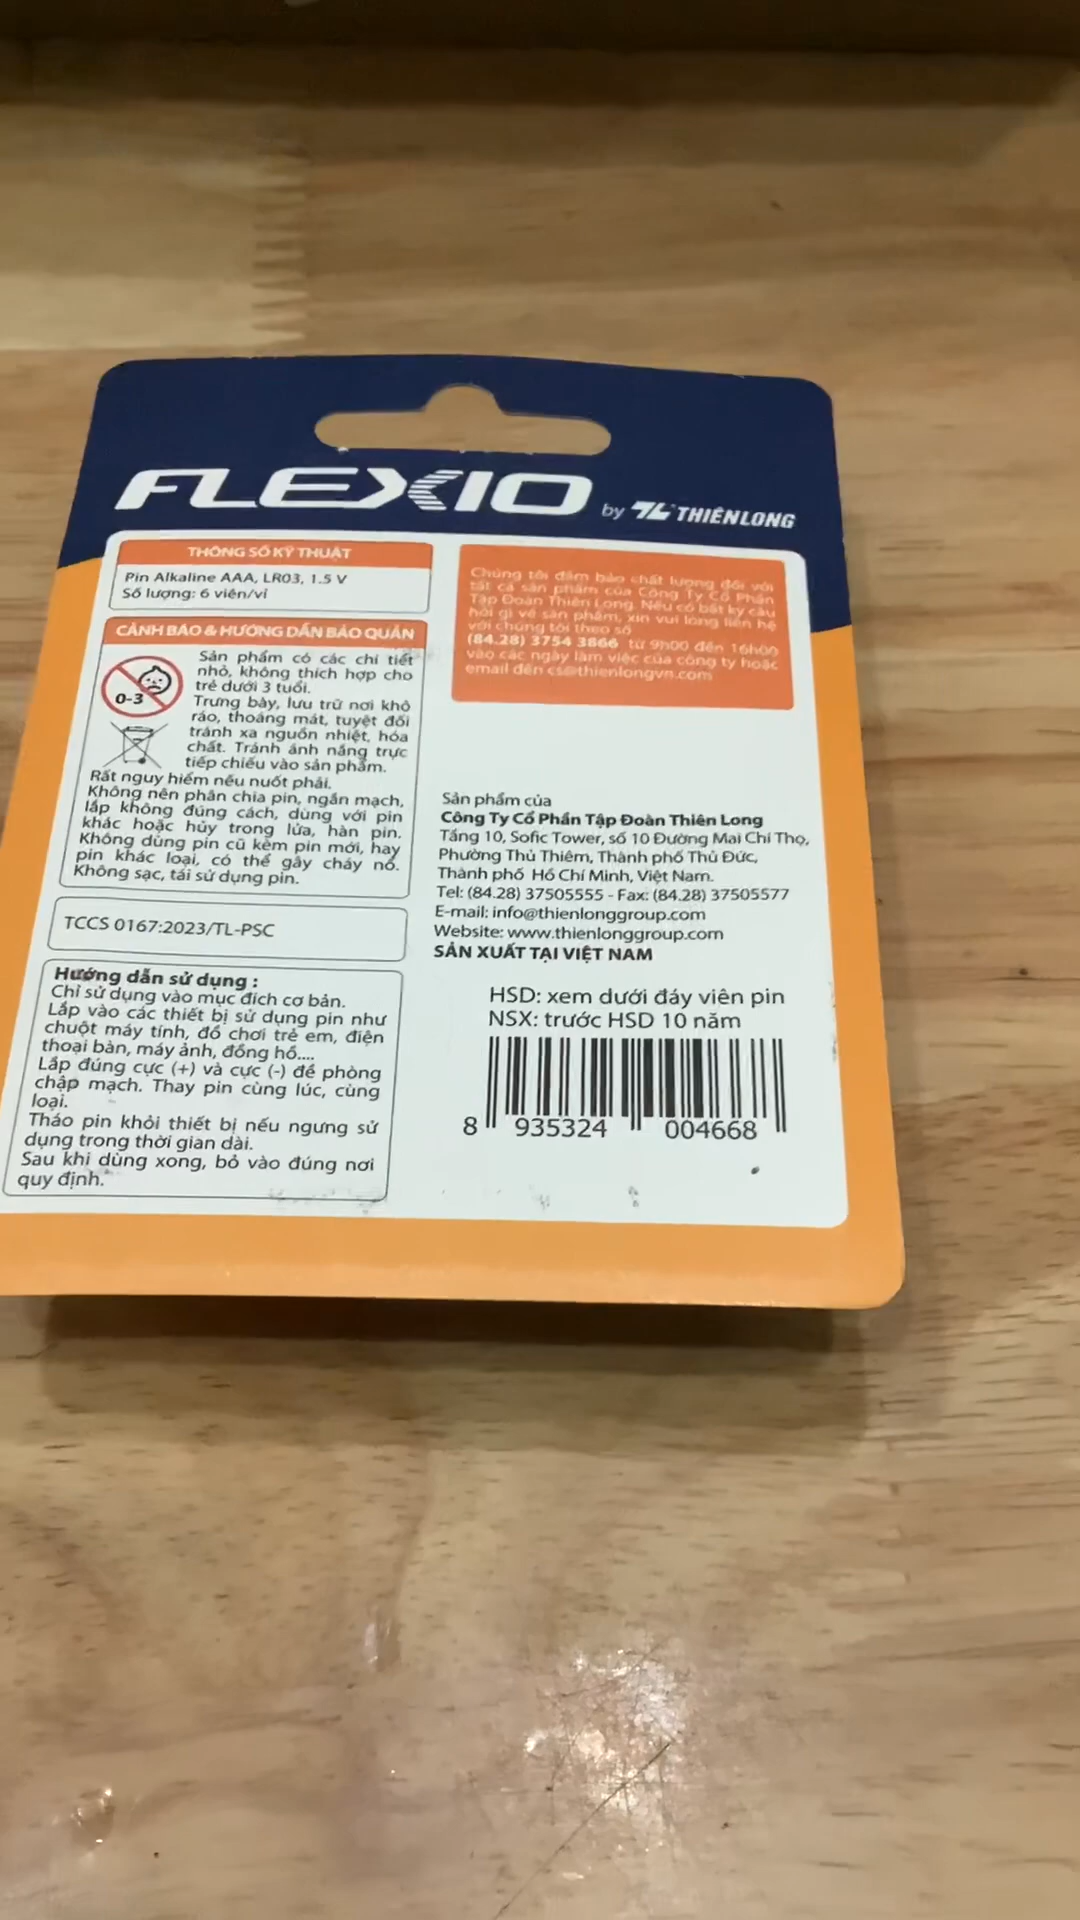 FLEXIO by TL THIÊN LONG
THÔNG SỐ KỸ THUẬT
Pin Alkaline AAA, LR03, 1.5 V
Số lượng: 6 viên/vỉ
CẢNH BÁO & HƯỚNG DẪN BẢO QUẢN
0-3
Sản phẩm có các chi tiết
nhỏ, không thích hợp cho
trẻ dưới 3 tuổi.
Trưng bày, lưu trữ nơi khô
ráo, thoáng mát, tuyệt đối
tránh xa nguồn nhiệt, hóa
chất. Tránh ánh nắng trực
tiếp chiếu vào sản phẩm.
Rất nguy hiểm nếu nuốt phải.
Không nên phân chia pin, ngắn mạch,
lắp không đúng cách, dùng với pin
khác hoặc hủy trong lửa, hàn pin.
Không dùng pin cũ kèm pin mới, hay
pin khác loại, có thể gây cháy nổ.
Không sạc, tái sử dụng pin.
TCCS 0167:2023/TL-PSC
Hướng dẫn sử dụng :
Chỉ sử dụng vào mục đích cơ bản.
Lắp vào các thiết bị sử dụng pin như
chuột máy tính, đồ chơi trẻ em, điện
thoại bàn, máy ảnh, đồng hồ....
Lắp đúng cực (+) và cực (-) để phòng
chập mạch. Thay pin cùng lúc, cùng
loại.
Tháo pin khỏi thiết bị nếu ngưng sử
dụng trong thời gian dài.
Sau khi dùng xong, bỏ vào đúng nơi
quy định.
Chúng tôi đảm bảo chất lượng đối với
tất cả sản phẩm của Công Ty Cổ Phần
Tập Đoàn Thiên Long. Nếu có bất kỳ câu
hỏi gì về sản phẩm, xin vui lòng liên hệ
với chúng tôi theo số
(84.28) 3754 3866 từ 9h00 đến 16h00
vào các ngày làm việc của công ty hoặc
email đến cs@thienlongvn.com
Sản phẩm của
Công Ty Cổ Phần Tập Đoàn Thiên Long
Tầng 10, Sofic Tower, số 10 Đường Mai Chí Thọ,
Phường Thủ Thiêm, Thành phố Thủ Đức,
Thành phố Hồ Chí Minh, Việt Nam.
Tel: (84.28) 37505555 - Fax: (84.28) 37505577
E-mail: info@thienlonggroup.com
Website: www.thienlonggroup.com
SẢN XUẤT TẠI VIỆT NAM
HSD: xem dưới đáy viên pin
NSX: trước HSD 10 năm
8 935324 004668